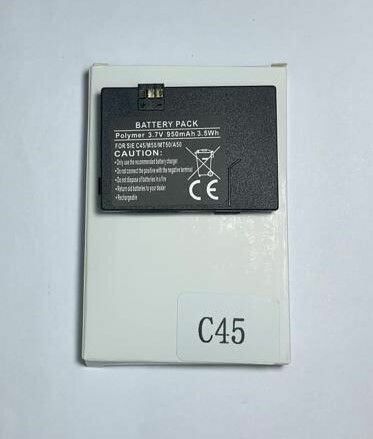 BATTERY PACK
Polymer 3.7V 950mAh 3.5Wh
FOR SIE C45/M50/MT50/A50
CAUTION:
•Only use the recommended battery charger
•Do not connect the positive with the negative terminal
•Do not dispose of batteries in a fire
•Return old batteries to your dealer
•Rechargeable
CE
C45